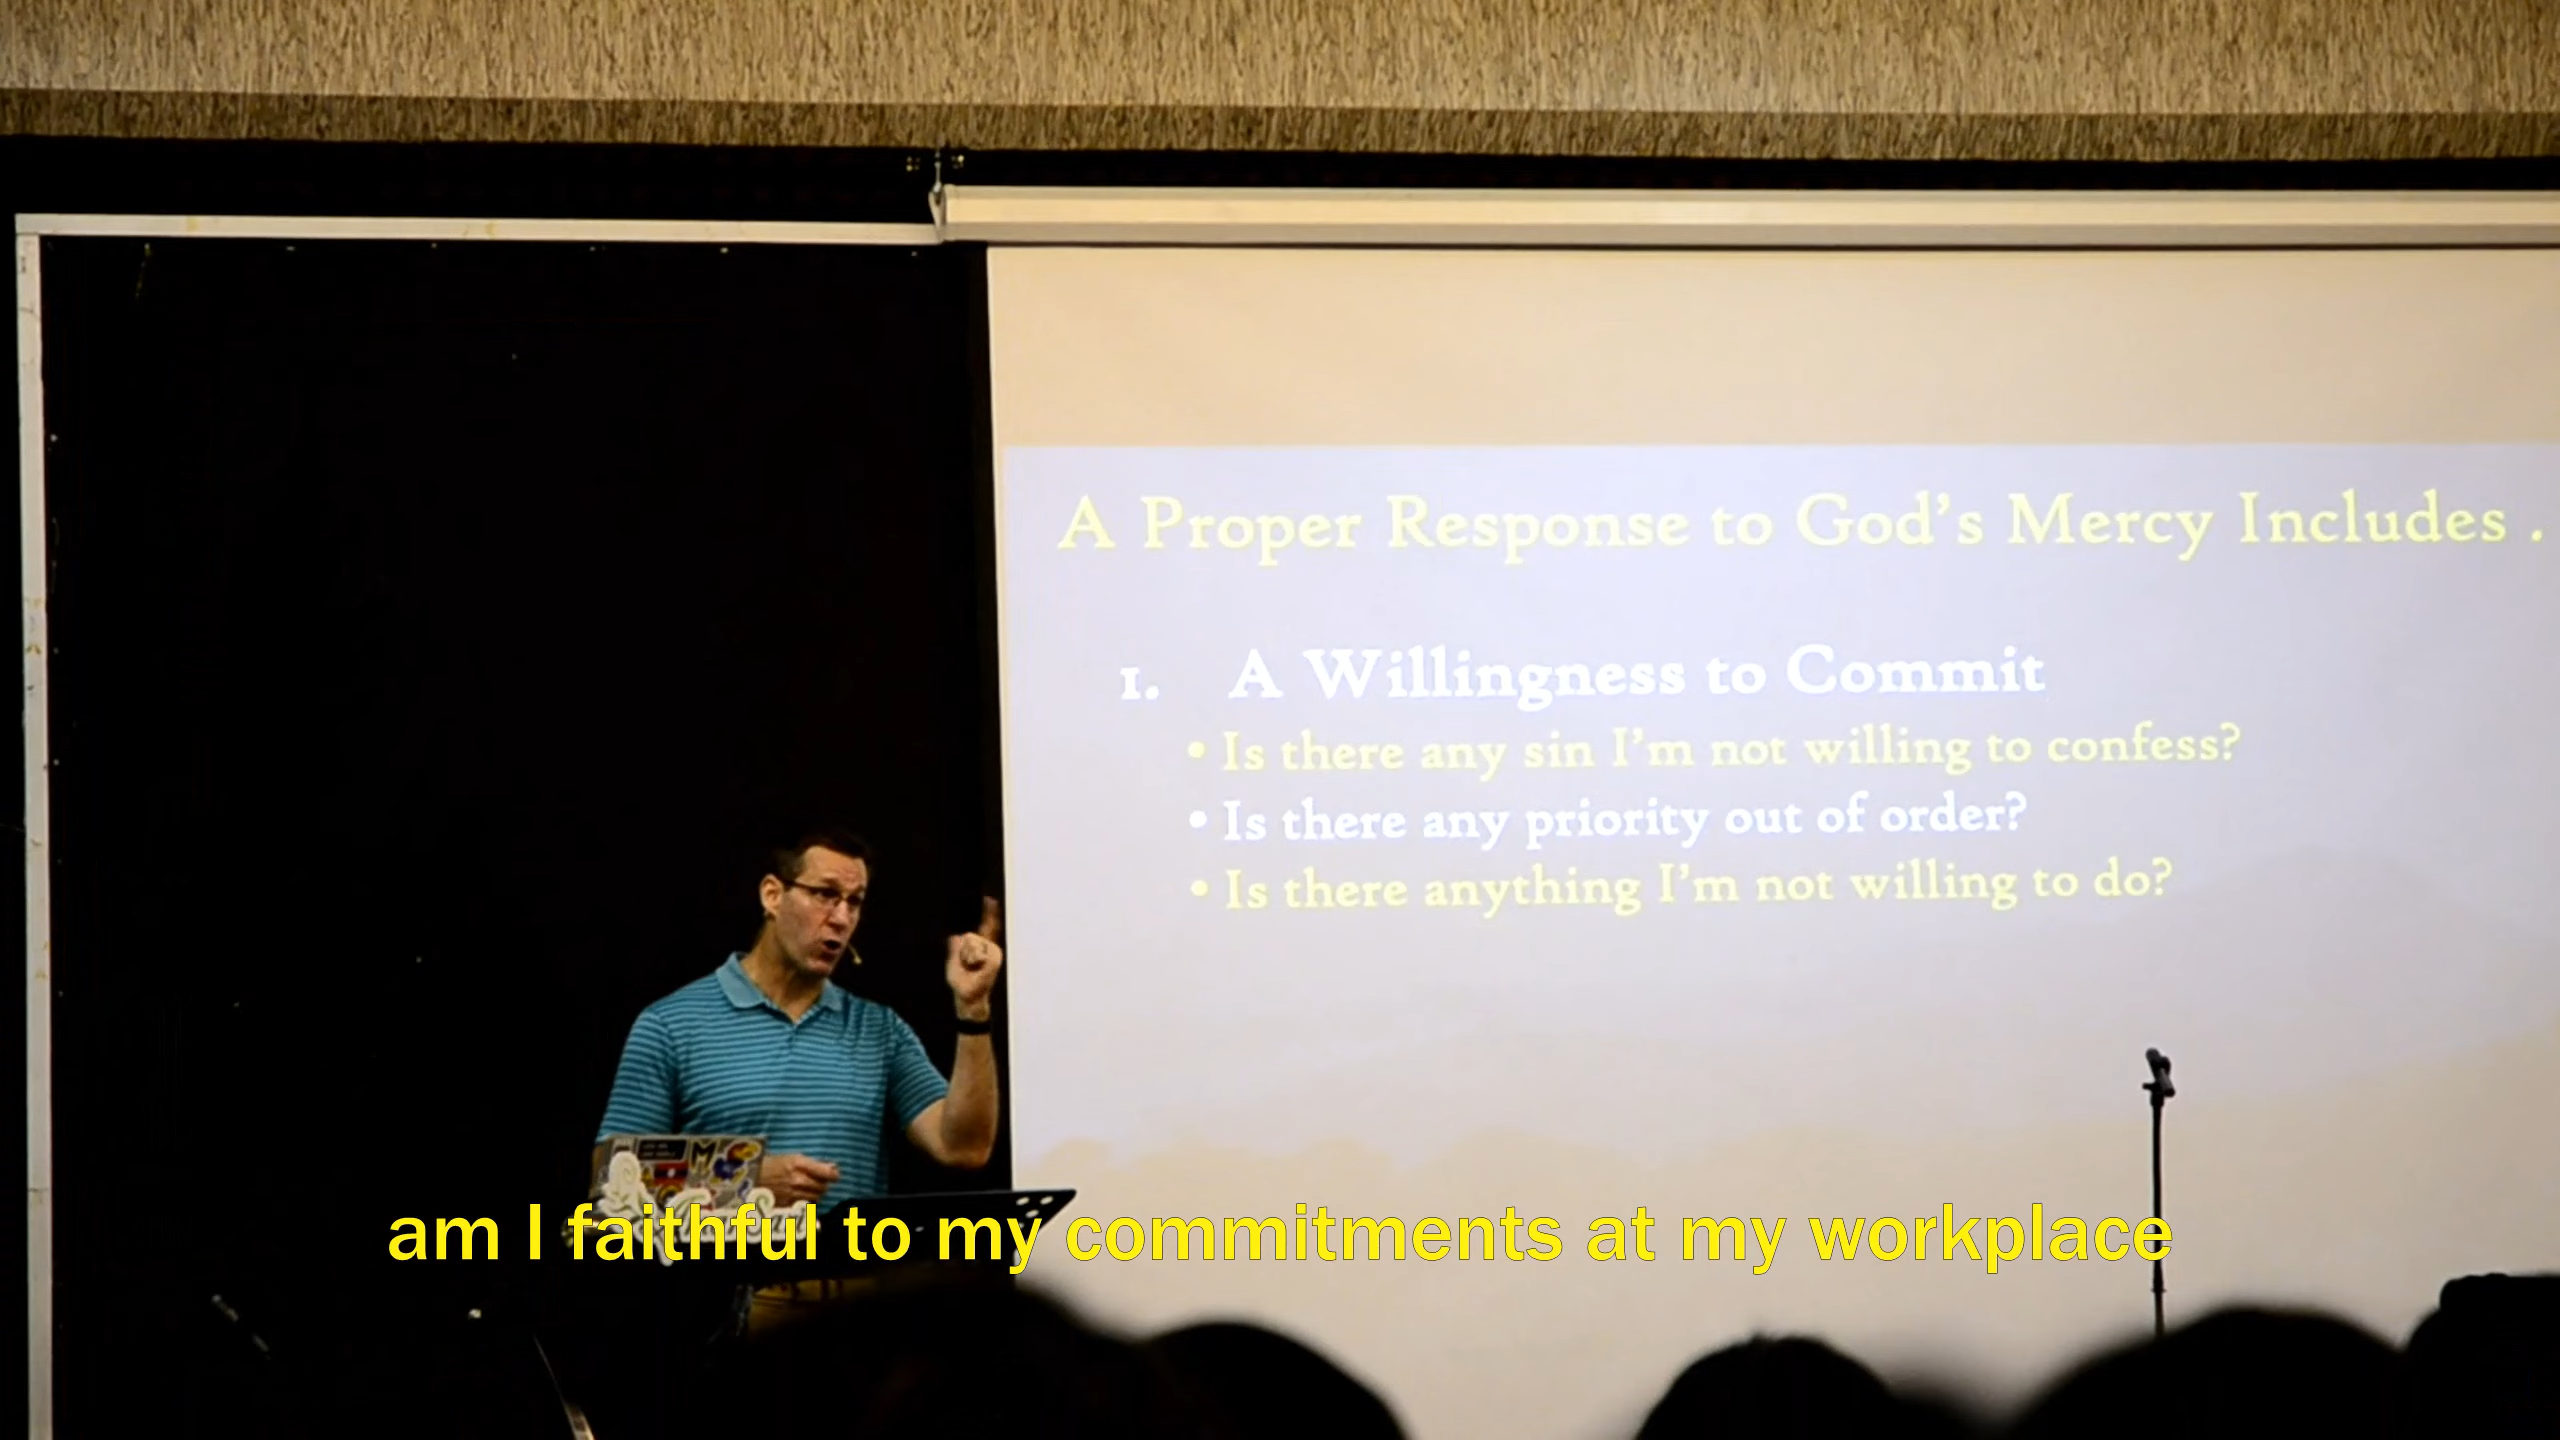 A Proper Response to God's Mercy Includes .
1. A Willingness to Commit
• Is there any sin I'm not willing to confess?
• Is there any priority out of order?
• Is there anything I'm not willing to do?
am I faithful to my commitments at my workplace